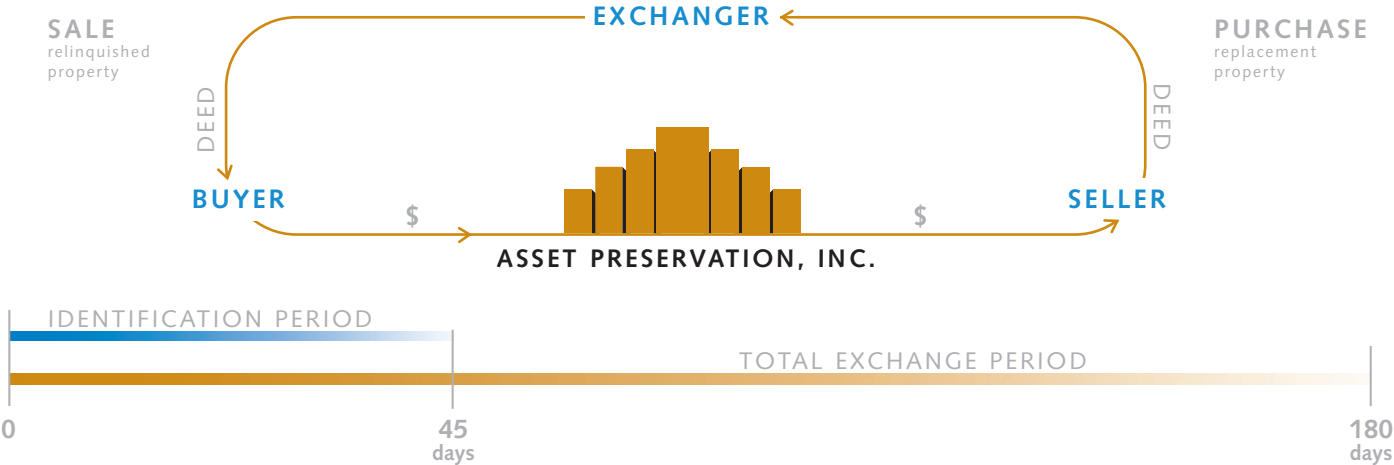 EXCHANGER
SALE
relinquished
property
PURCHASE
replacement
property
DEED
DEED
BUYER
$
$
SELLER
ASSET PRESERVATION, INC.
IDENTIFICATION PERIOD
TOTAL EXCHANGE PERIOD
0
45
days
180
days